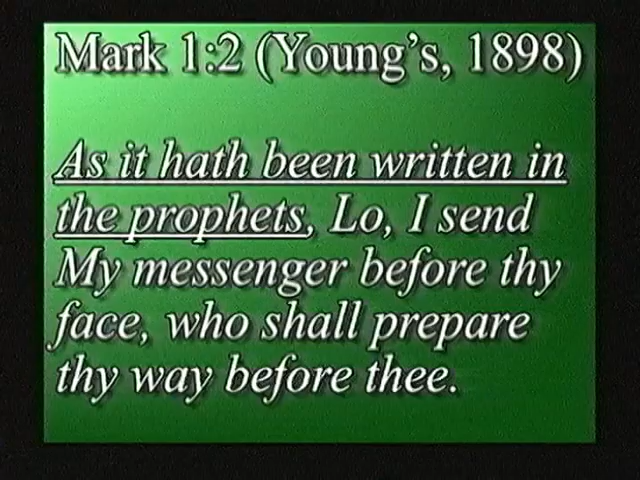 Mark 1:2 (Young's, 1898)
As it hath been written in
the prophets, Lo, I send
My messenger before thy
face, who shall prepare
thy way before thee.